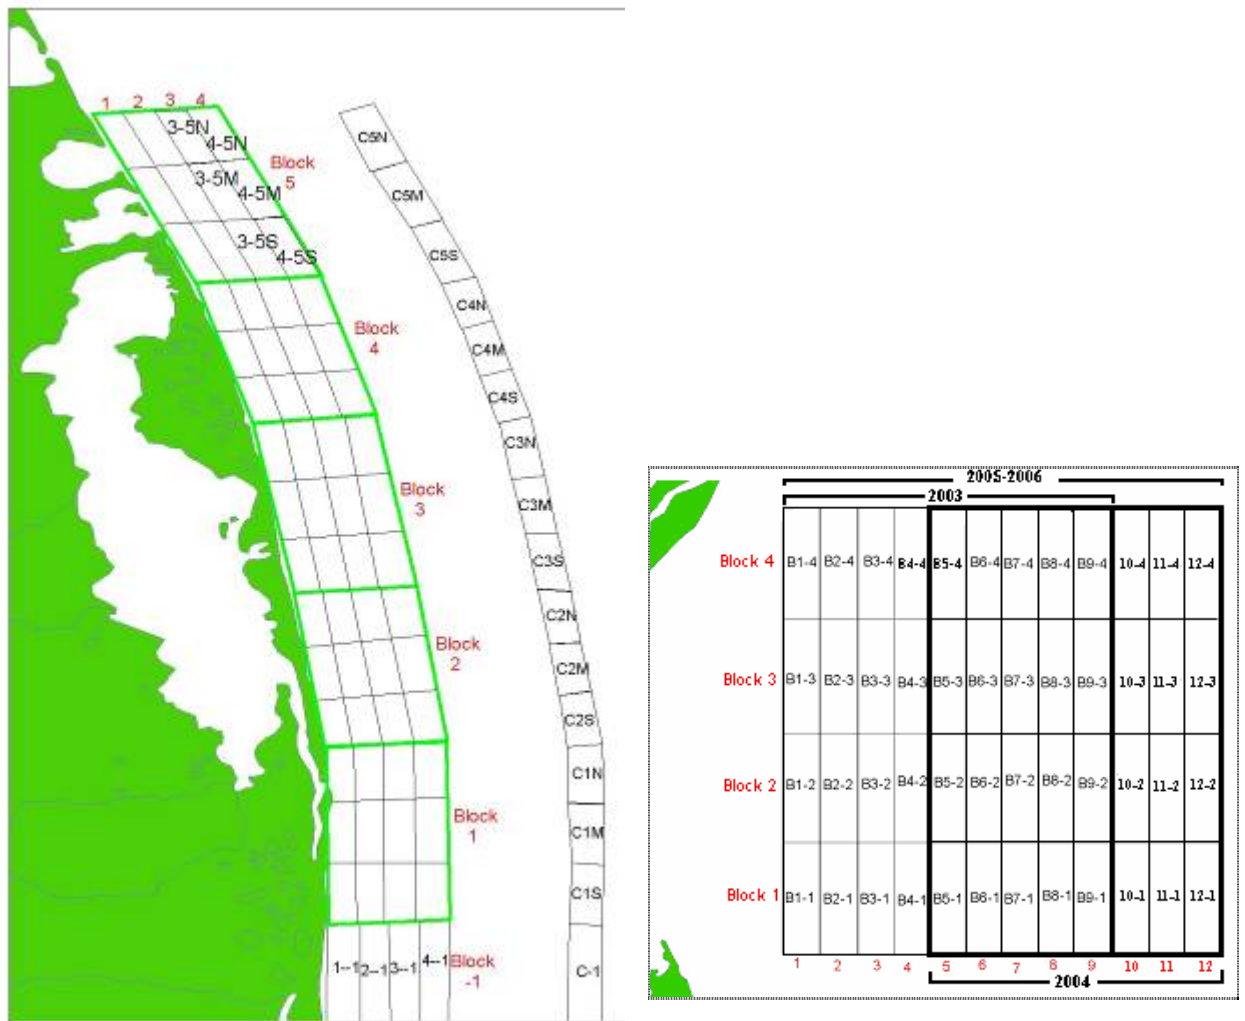 1 2 3 4
3-5N
4-5N
Block
5
3-5M
4-5M
3-5S
4-5S
Block
4
Block
3
Block
2
Block
1
1--1 2--1 3--1 4--1 Block
-1
C5N
C5M
C5S
C4N
C4M
C4S
C3N
C3M
C3S
C2N
C2M
C2S
C1N
C1M
C1S
C-1
2005-2006
2003
Block 4 B1-4 B2-4 B3-4 B4-4 B5-4 B6-4 B7-4 B8-4 B9-4 10-4 11-4 12-4
Block 3 B1-3 B2-3 B3-3 B4-3 B5-3 B6-3 B7-3 B8-3 B9-3 10-3 11-3 12-3
Block 2 B1-2 B2-2 B3-2 B4-2 B5-2 B6-2 B7-2 B8-2 B9-2 10-2 11-2 12-2
Block 1 B1-1 B2-1 B3-1 B4-1 B5-1 B6-1 B7-1 B8-1 B9-1 10-1 11-1 12-1
1 2 3 4 5 6 7 8 9 10 11 12
2004